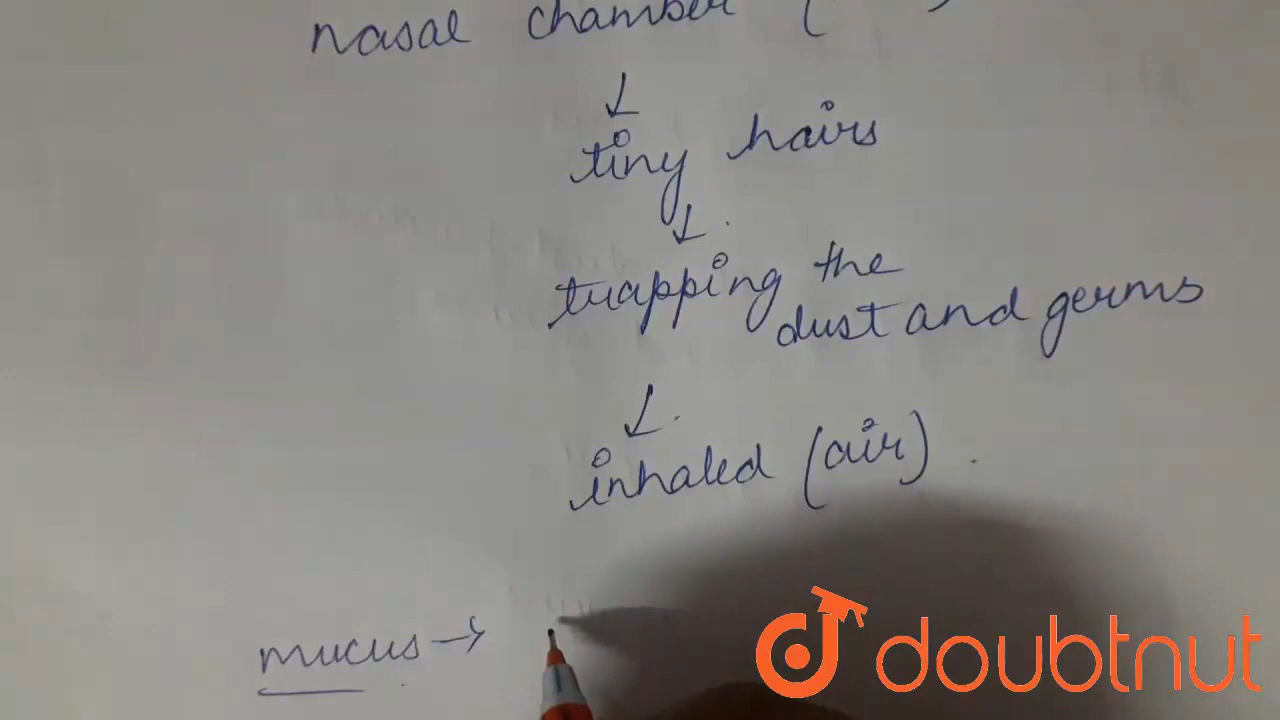 nasal chamber (
↓
tiny hairs
↓
trapping the
dust and germs
↓
inhaled (air)
mucus →
doubtnut